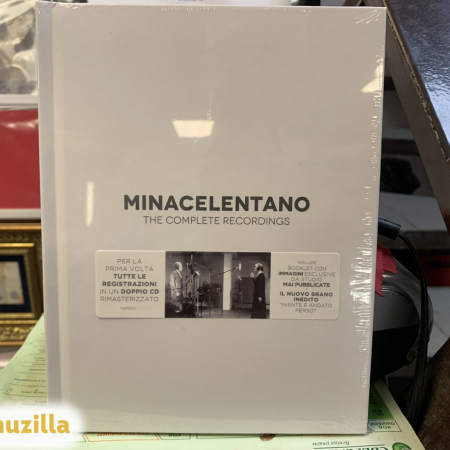 MINACELENTANO
THE COMPLETE RECORDINGS
PER LA
PRIMA VOLTA
TUTTE LE
REGISTRAZIONI
IN UN DOPPIO CD
RIMASTERIZZATO
INCLUDE
BOOKLET CON
IMMAGINI ESCLUSIVE
DA STUDIO
MAI PUBBLICATE
IL NUOVO BRANO
INEDITO
"NIENTE È ANDATO
PERSO"
uzilla